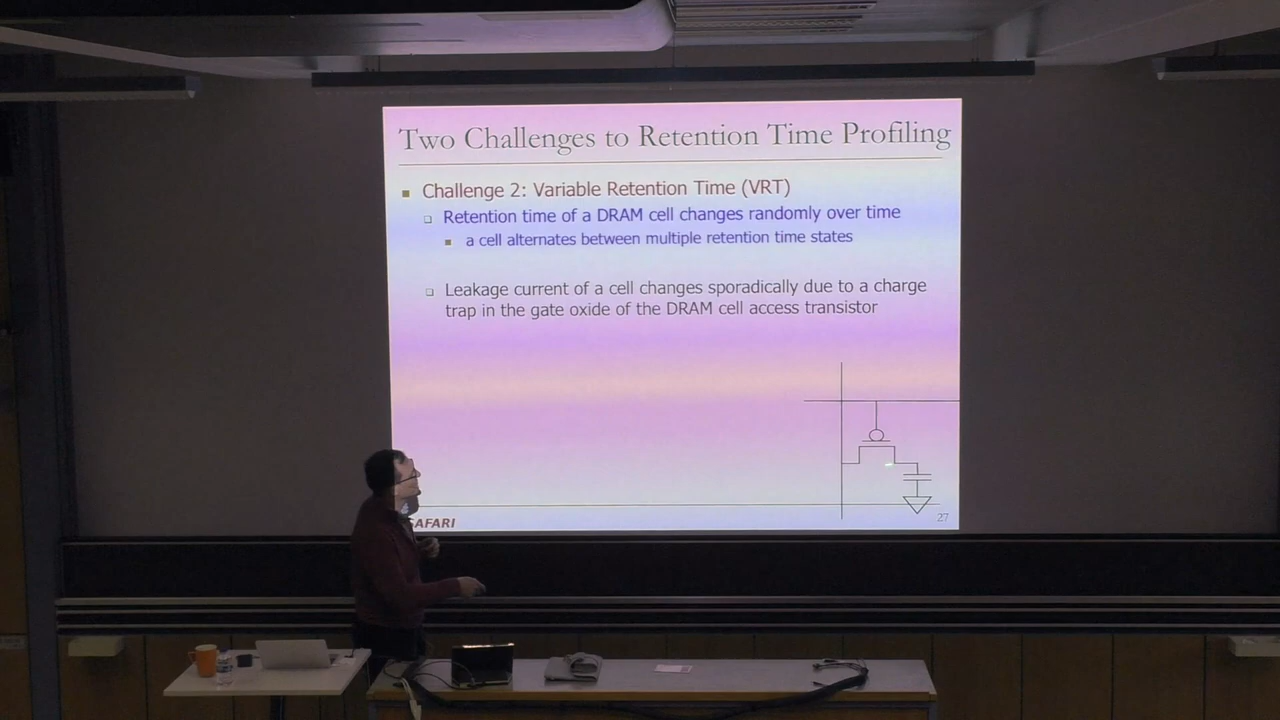 Two Challenges to Retention Time Profiling
Challenge 2: Variable Retention Time (VRT)
Retention time of a DRAM cell changes randomly over time
a cell alternates between multiple retention time states
Leakage current of a cell changes sporadically due to a charge
trap in the gate oxide of the DRAM cell access transistor
SAFARI
27